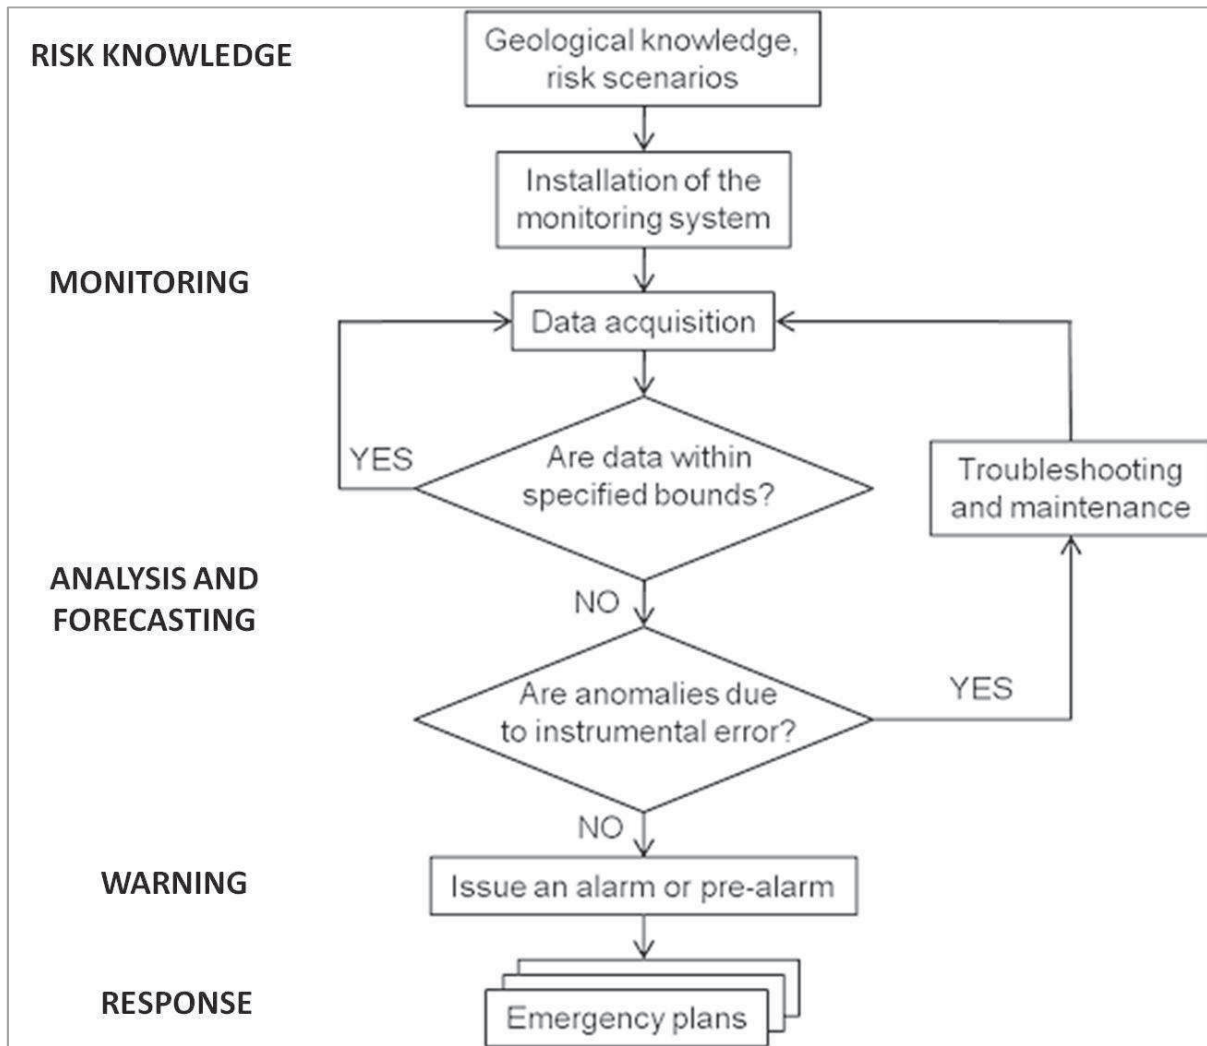 RISK KNOWLEDGE
Geological knowledge,
risk scenarios
Installation of the
monitoring system
MONITORING
Data acquisition
YES
Are data within
specified bounds?
Troubleshooting
and maintenance
ANALYSIS AND
FORECASTING
NO
Are anomalies due
to instrumental error?
YES
NO
WARNING
Issue an alarm or pre-alarm
RESPONSE
Emergency plans